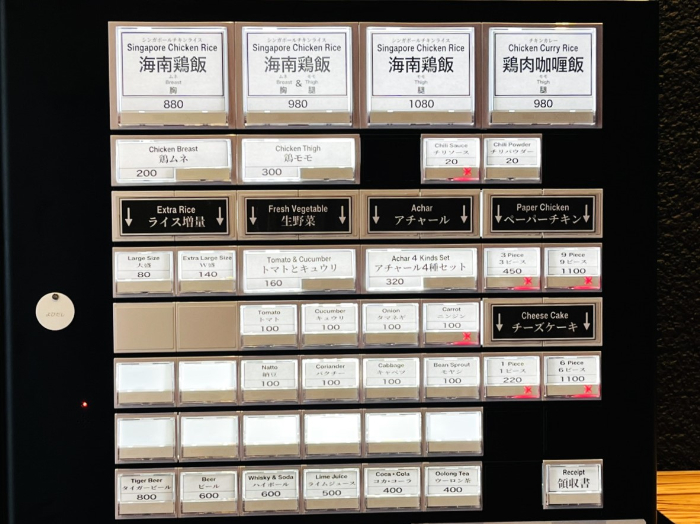 シンガポールチキンライス
Singapore Chicken Rice
海南鶏飯
ムネ
Breast
胸
880
シンガポールチキンライス
Singapore Chicken Rice
海南鶏飯
ムネ モモ
Breast & Thigh
胸 腿
980
シンガポールチキンライス
Singapore Chicken Rice
海南鶏飯
モモ
Thigh
腿
1080
チキンカレー
Chicken Curry Rice
鶏肉咖喱飯
モモ
Thigh
腿
980
Chicken Breast
鶏ムネ
200
Chicken Thigh
鶏モモ
300
Chili Sauce
チリソース
20
Chili Powder
チリパウダー
20
Extra Rice
ライス増量
Fresh Vegetable
生野菜
Achar
アチャール
Paper Chicken
ペーパーチキン
Large Size
大盛
80
Extra Large Size
W盛
140
Tomato & Cucumber
トマトとキュウリ
160
Achar 4 Kinds Set
アチャール4種セット
320
3 Piece
3ピース
450
9 Piece
9ピース
1100
Tomato
トマト
100
Cucumber
キュウリ
100
Onion
タマネギ
100
Carrot
ニンジン
100
Cheese Cake
チーズケーキ
Natto
納豆
100
Coriander
パクチー
100
Cabbage
キャベツ
100
Bean Sprout
モヤシ
100
1 Piece
1ピース
220
6 Piece
6ピース
1100
Tiger Beer
タイガービール
800
Beer
ビール
600
Whisky & Soda
ハイボール
600
Lime Juice
ライムジュース
500
Coca-Cola
コカ・コーラ
400
Oolong Tea
ウーロン茶
400
Receipt
領収書